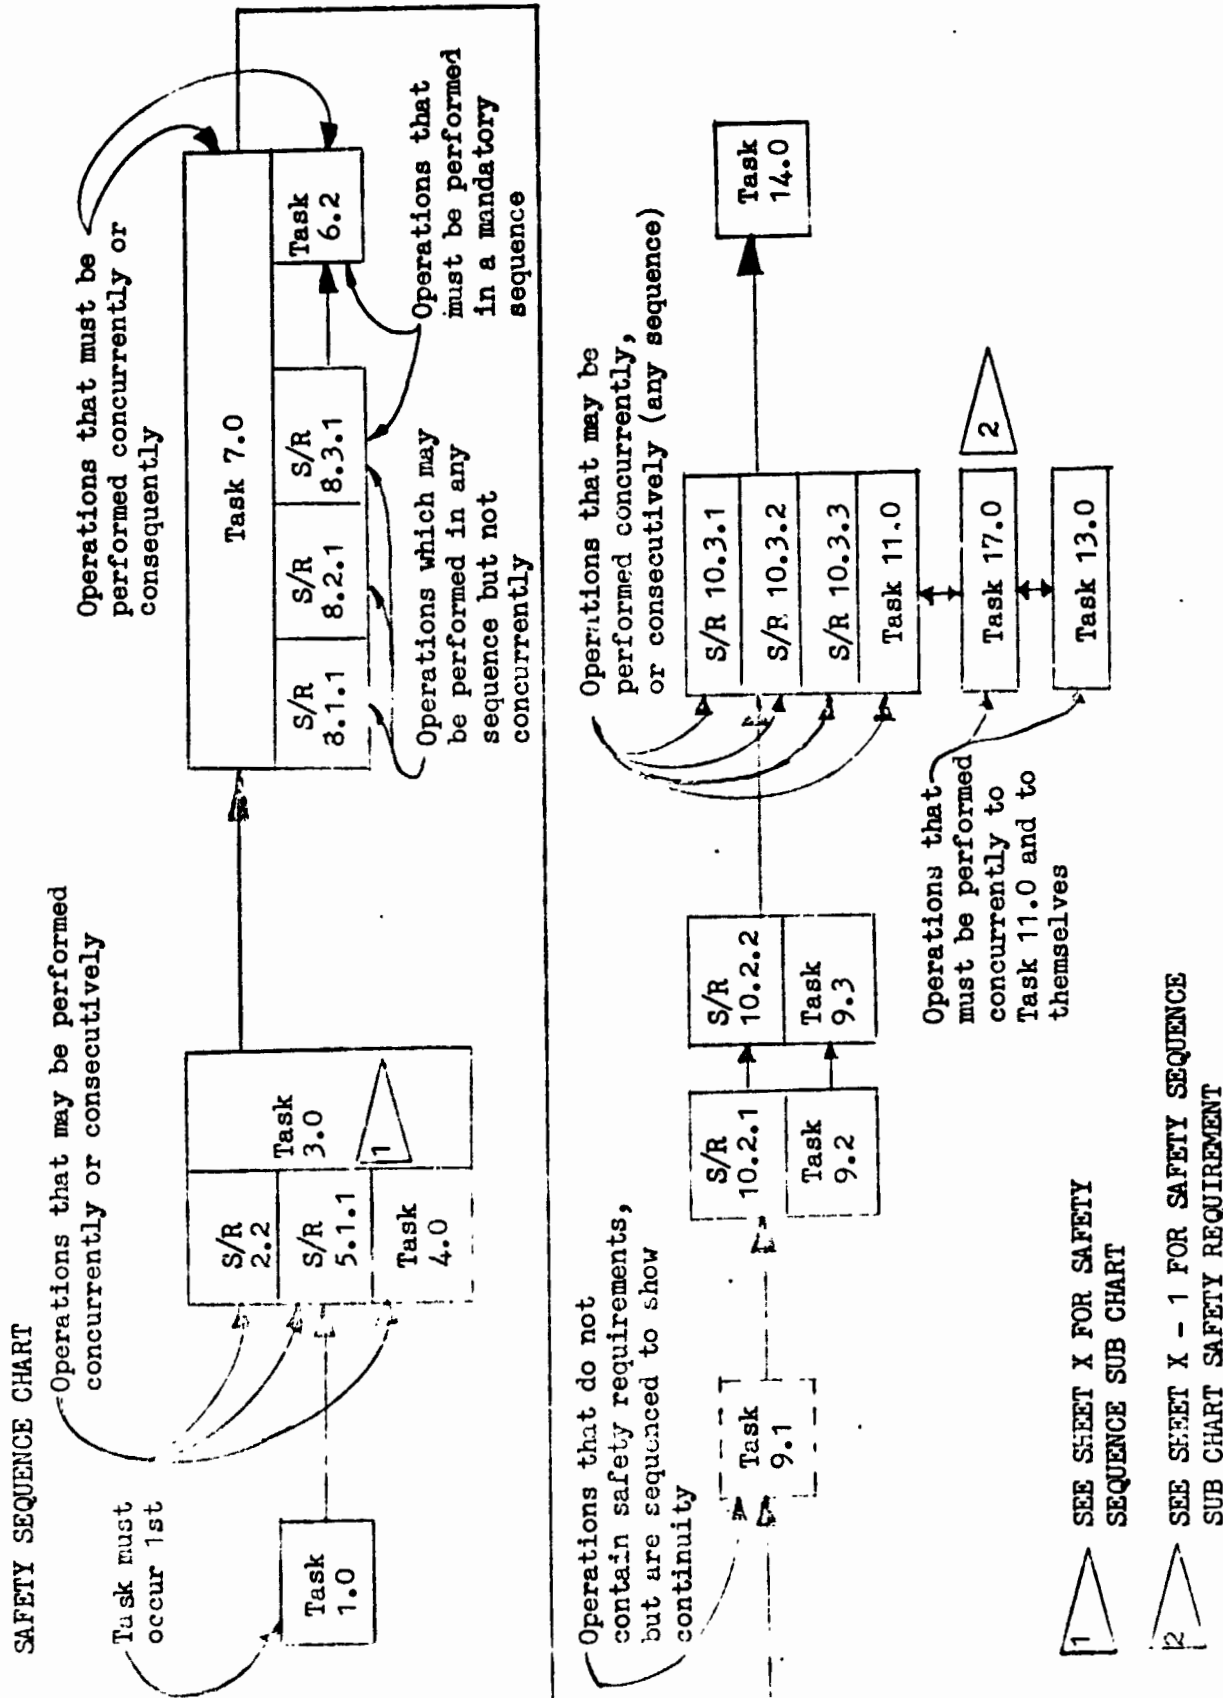 SAFETY SEQUENCE CHART
Task must
occur 1st
Task
1.0
Operations that may be performed
concurrently or consecutively
S/R
2.2
S/R
5.1.1
Task
4.0
Task
3.0
1
Operations that must be
performed concurrently or
consequently
Task 7.0
S/R
8.1.1
S/R
8.2.1
S/R
8.3.1
Task
6.2
Operations which may
be performed in any
sequence but not
concurrently
Operations that
must be performed
in a mandatory
sequence
Operations that do not
contain safety requirements,
but are sequenced to show
continuity
Task
9.1
S/R
10.2.1
Task
9.2
S/R
10.2.2
Task
9.3
Operations that may be
performed concurrently,
or consecutively (any sequence)
S/R 10.3.1
S/R 10.3.2
S/R 10.3.3
Task 11.0
Task 17.0
2
Task 13.0
Task
14.0
Operations that
must be performed
concurrently to
Task 11.0 and to
themselves
1 SEE SHEET X FOR SAFETY
SEQUENCE SUB CHART
2 SEE SHEET X - 1 FOR SAFETY SEQUENCE
SUB CHART SAFETY REQUIREMENT